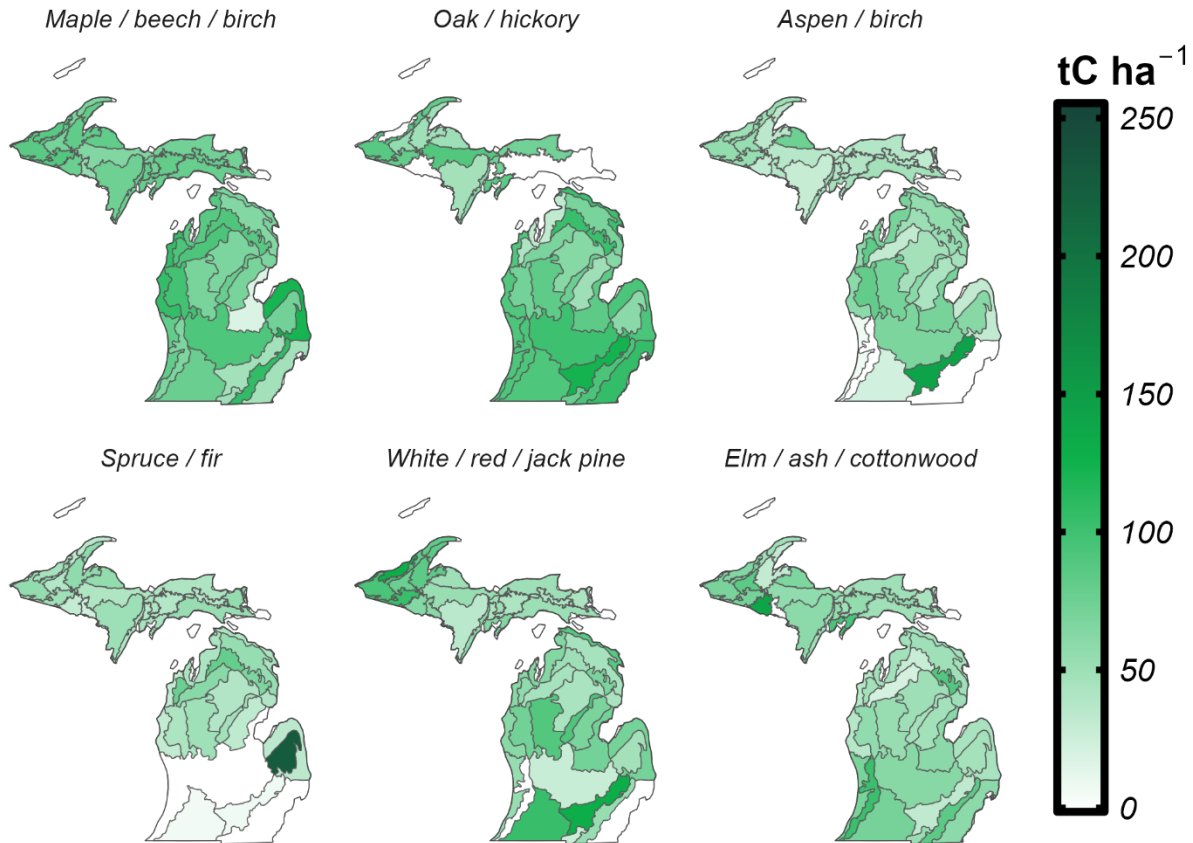 Maple / beech / birch
Oak / hickory
Aspen / birch
tC ha⁻¹
250
200
150
100
50
0
Spruce / fir
White / red / jack pine
Elm / ash / cottonwood